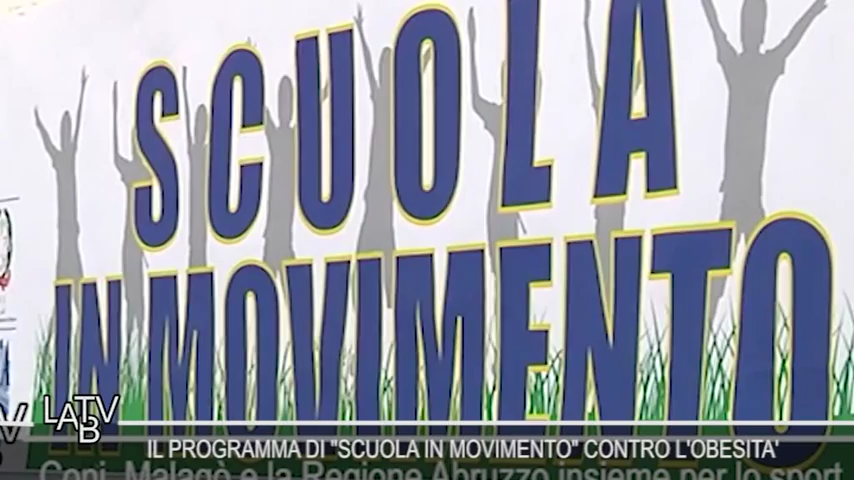 SCUOLA
IN MOVIMENTO
LATV
B
IL PROGRAMMA DI "SCUOLA IN MOVIMENTO" CONTRO L'OBESITA'
Coni, Malagò e la Regione Abruzzo insieme per lo sport